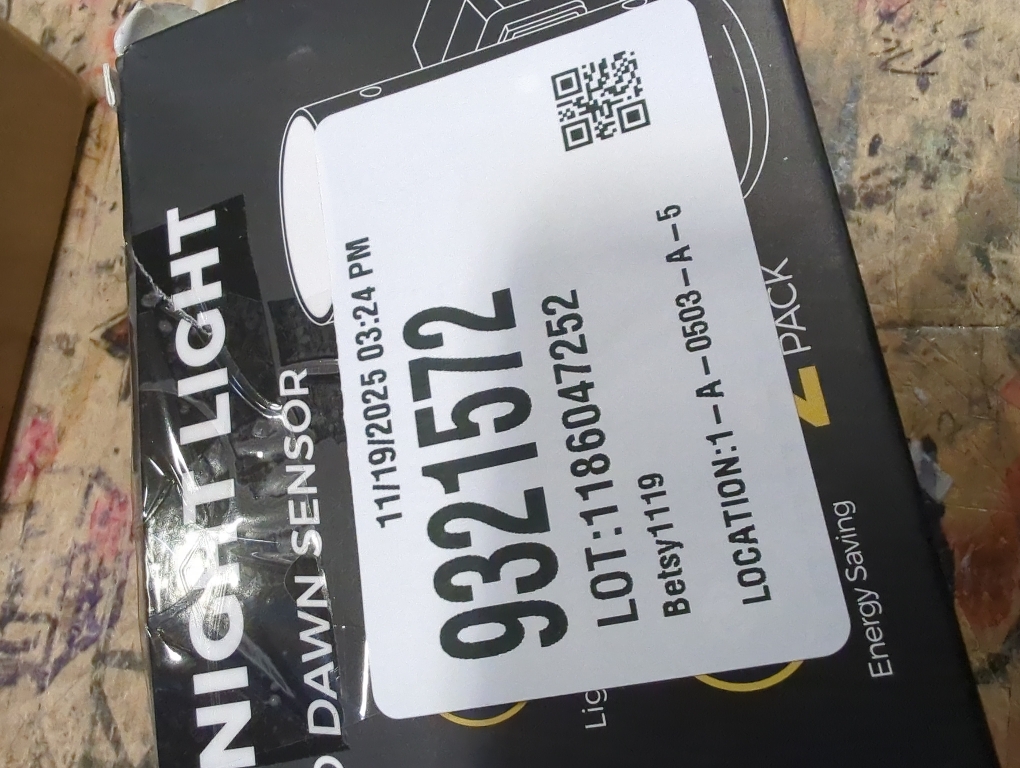 NIGHT LIGHT
DAWN SENSOR
11/19/2025 03:24 PM
9321572
LOT:1186047252
Betsy1119
LOCATION:1-A-0503-A-5
2 PACK
Energy Saving